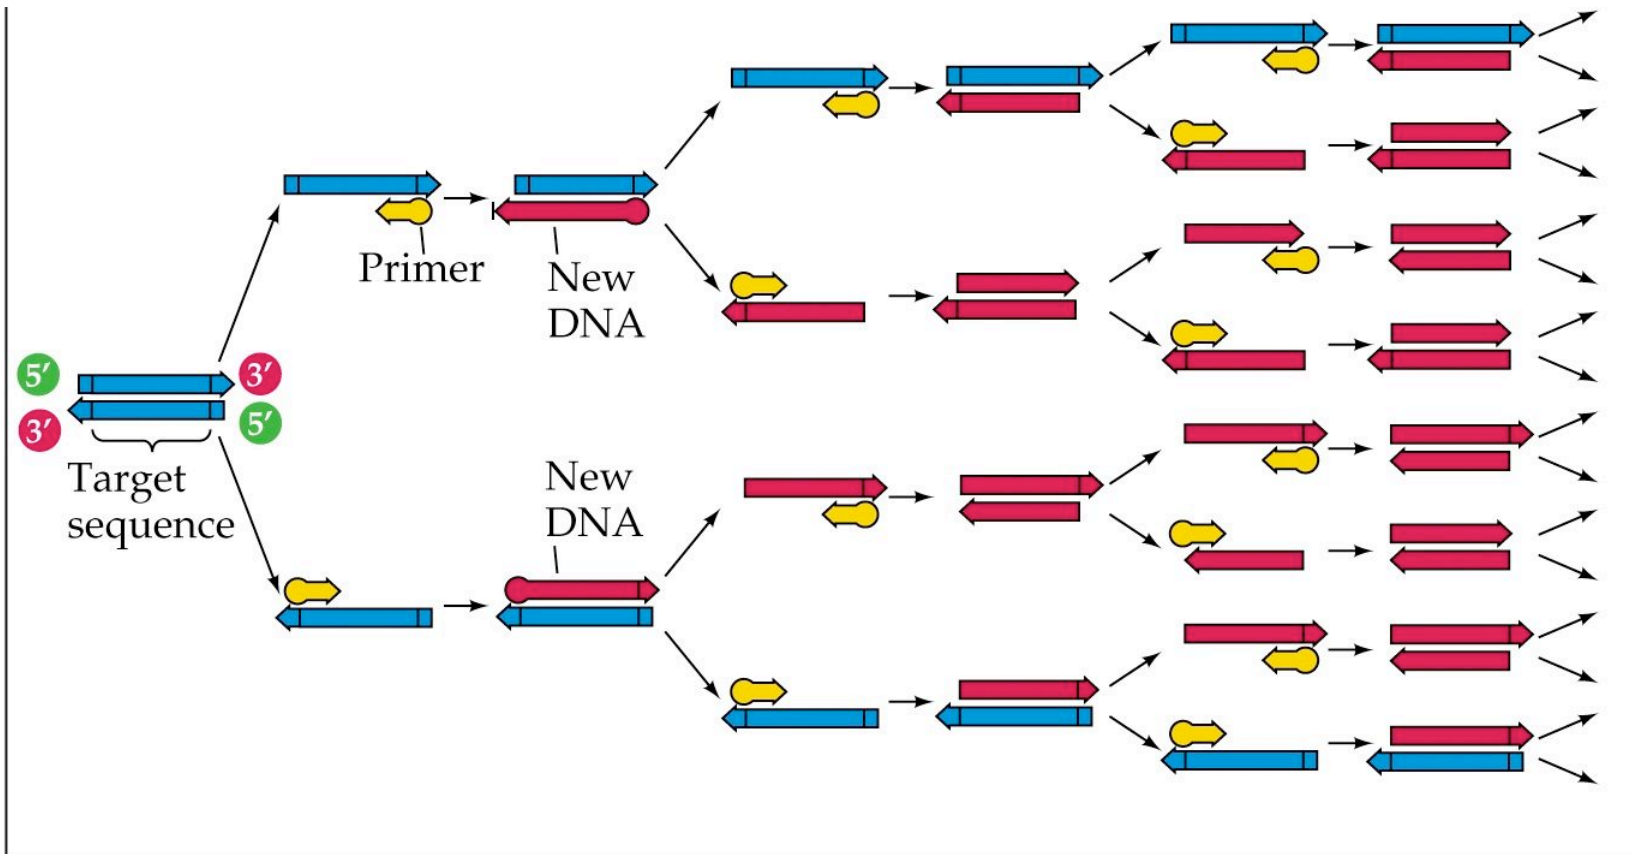 Primer
New
DNA
5′
3′
3′
5′
Target
sequence
New
DNA